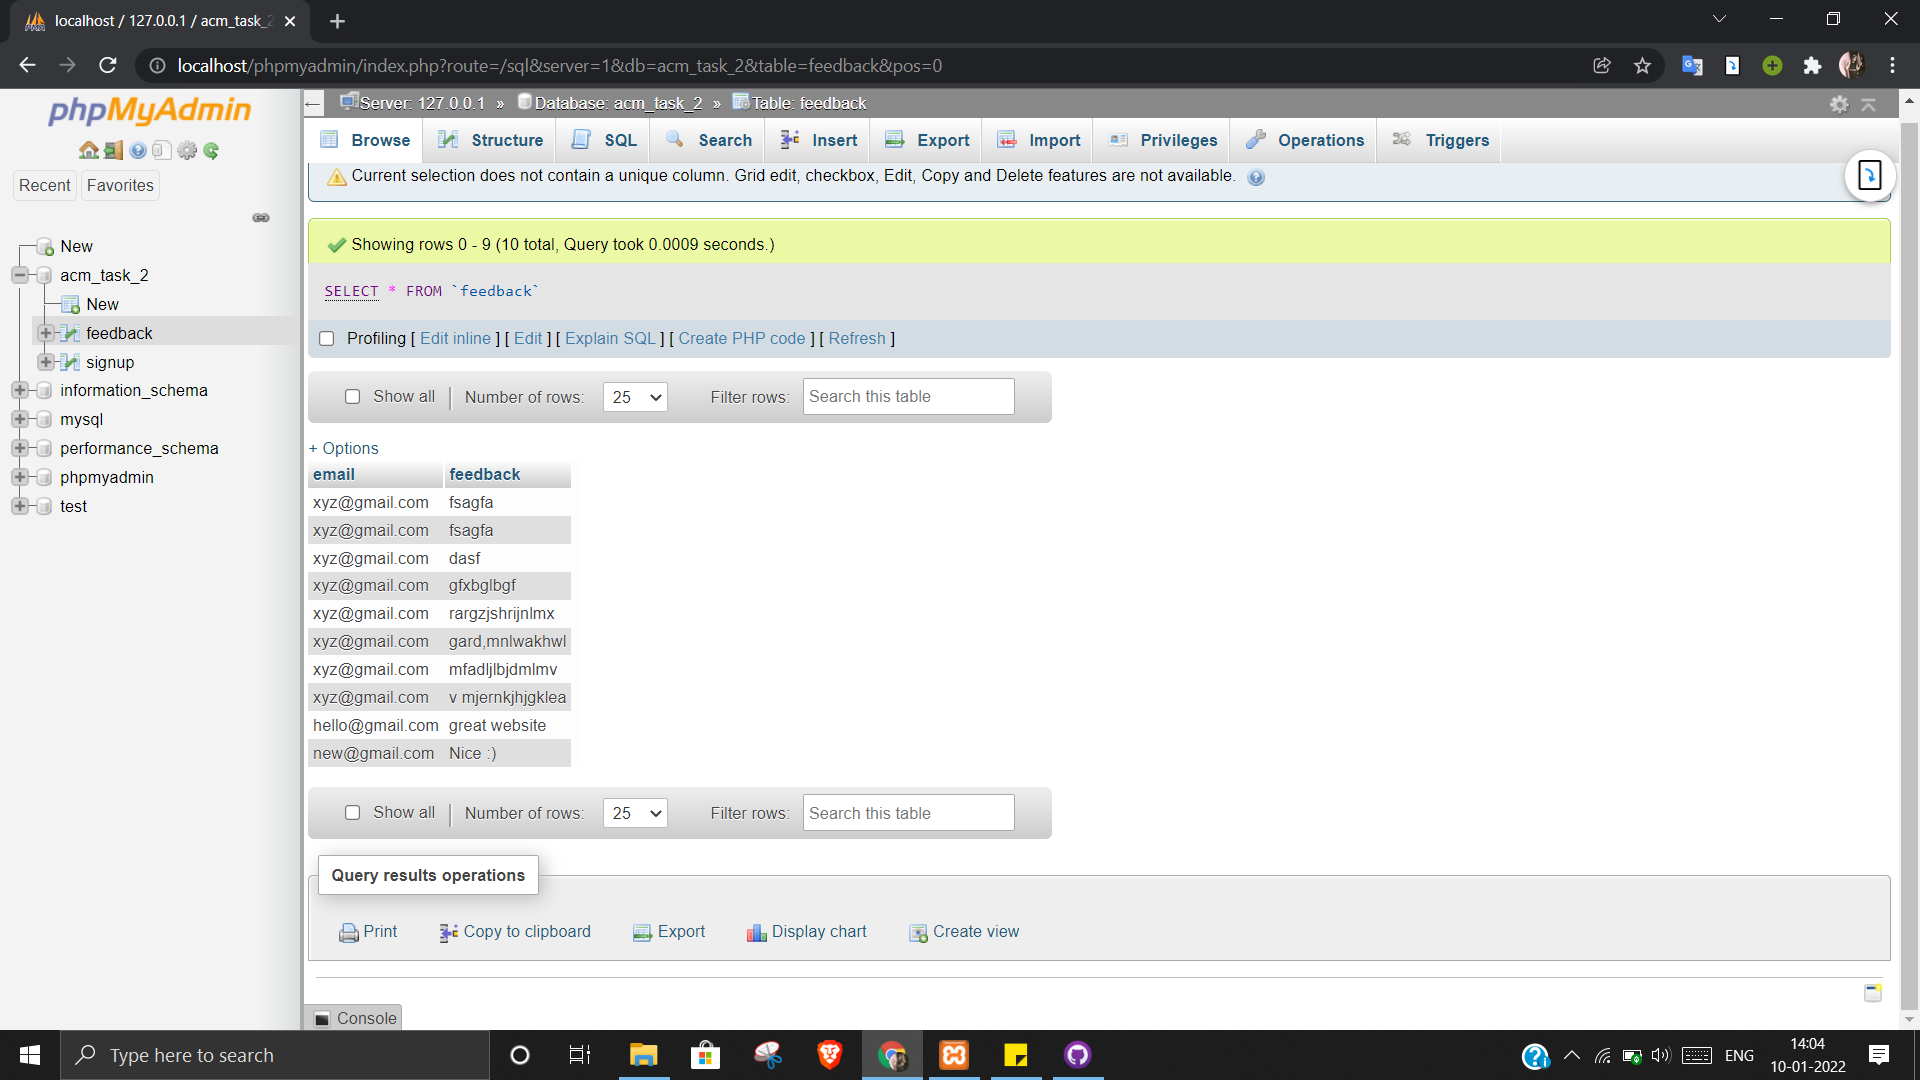 localhost / 127.0.0.1 / acm_task_2
localhost/phpmyadmin/index.php?route=/sql&server=1&db=acm_task_2&table=feedback&pos=0
phpMyAdmin
Recent
Favorites
New
acm_task_2
New
feedback
signup
information_schema
mysql
performance_schema
phpmyadmin
test
Server: 127.0.0.1 » Database: acm_task_2 » Table: feedback
Browse Structure SQL Search Insert Export Import Privileges Operations Triggers
Current selection does not contain a unique column. Grid edit, checkbox, Edit, Copy and Delete features are not available.
Showing rows 0 - 9 (10 total, Query took 0.0009 seconds.)
SELECT * FROM `feedback`
Profiling [ Edit inline ] [ Edit ] [ Explain SQL ] [ Create PHP code ] [ Refresh ]
Show all | Number of rows: 25 Filter rows: Search this table
+ Options
email feedback
xyz@gmail.com fsagfa
xyz@gmail.com fsagfa
xyz@gmail.com dasf
xyz@gmail.com gfxbglbgf
xyz@gmail.com rargzjshrijnlmx
xyz@gmail.com gard,mnlwakhwl
xyz@gmail.com mfadljlbjdmlmv
xyz@gmail.com v mjernkjhjgklea
hello@gmail.com great website
new@gmail.com Nice :)
Show all | Number of rows: 25 Filter rows: Search this table
Query results operations
Print Copy to clipboard Export Display chart Create view
Console
Type here to search
ENG
14:04
10-01-2022